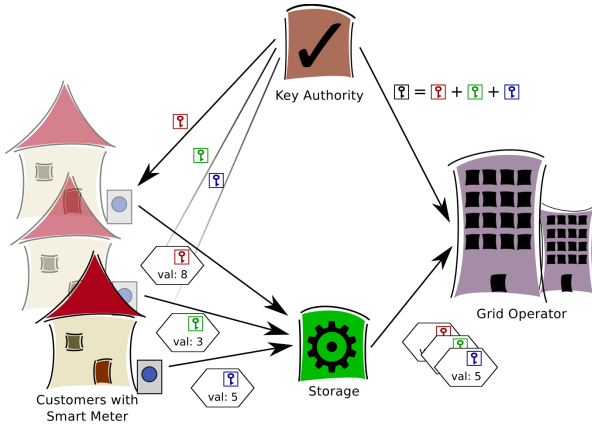 Key Authority
= + +
val: 8
val: 3
val: 5
Customers with
Smart Meter
Storage
Grid Operator
val: 5